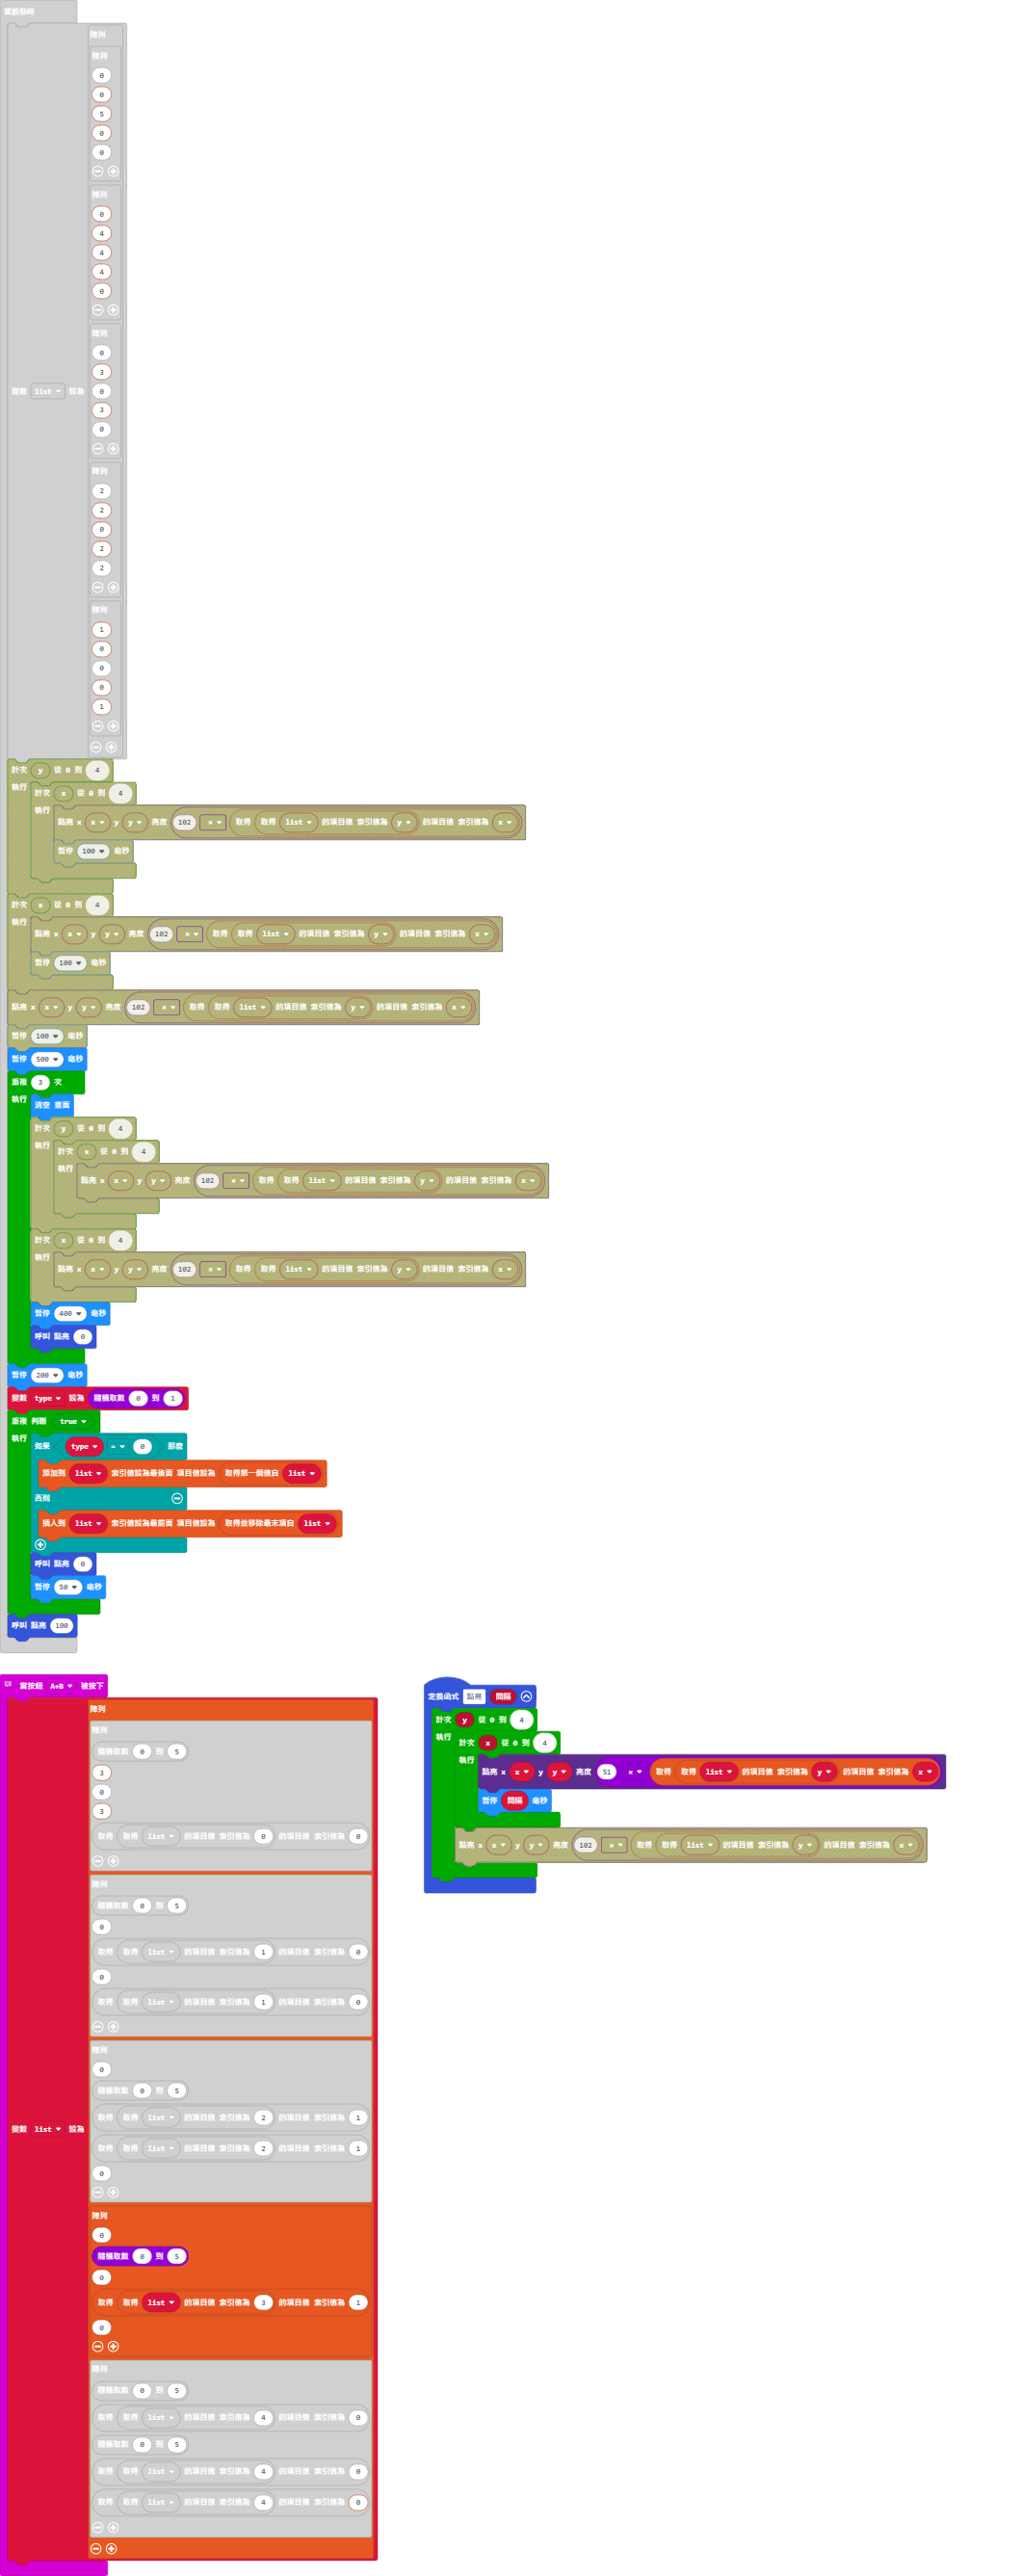 當啟動時
變數 list 設為
陣列
陣列
0
0
5
0
0
陣列
0
4
4
4
0
陣列
0
3
0
3
0
陣列
2
2
0
2
2
陣列
1
0
0
0
1
計次 y 從 0 到 4
執行
計次 x 從 0 到 4
執行
點亮 x x y y 亮度 102 × 取得 取得 list 的項目值 索引值為 y 的項目值 索引值為 x
暫停 100 毫秒
計次 x 從 0 到 4
執行
點亮 x x y y 亮度 102 × 取得 取得 list 的項目值 索引值為 y 的項目值 索引值為 x
暫停 100 毫秒
點亮 x x y y 亮度 102 × 取得 取得 list 的項目值 索引值為 y 的項目值 索引值為 x
暫停 100 毫秒
暫停 500 毫秒
重複 3 次
執行
清空 畫面
計次 y 從 0 到 4
執行
計次 x 從 0 到 4
執行
點亮 x x y y 亮度 102 × 取得 取得 list 的項目值 索引值為 y 的項目值 索引值為 x
計次 x 從 0 到 4
執行
點亮 x x y y 亮度 102 × 取得 取得 list 的項目值 索引值為 y 的項目值 索引值為 x
暫停 400 毫秒
呼叫 點亮 0
暫停 200 毫秒
變數 type 設為 隨機取數 0 到 1
重複 判斷 true
執行
如果 type = 0 那麼
添加到 list 索引值設為最後面 項目值設為 取得第一個值自 list
否則
插入到 list 索引值設為最前面 項目值設為 取得並移除最末項自 list
呼叫 點亮 0
暫停 50 毫秒
呼叫 點亮 100
當按鈕 A+B 被按下
變數 list 設為
陣列
陣列
隨機取數 0 到 5
3
0
3
取得 取得 list 的項目值 索引值為 0 的項目值 索引值為 0
陣列
隨機取數 0 到 5
0
取得 取得 list 的項目值 索引值為 1 的項目值 索引值為 0
0
取得 取得 list 的項目值 索引值為 1 的項目值 索引值為 0
陣列
0
隨機取數 0 到 5
取得 取得 list 的項目值 索引值為 2 的項目值 索引值為 1
取得 取得 list 的項目值 索引值為 2 的項目值 索引值為 1
0
陣列
0
隨機取數 0 到 5
0
取得 取得 list 的項目值 索引值為 3 的項目值 索引值為 1
0
陣列
隨機取數 0 到 5
取得 取得 list 的項目值 索引值為 4 的項目值 索引值為 0
隨機取數 0 到 5
取得 取得 list 的項目值 索引值為 4 的項目值 索引值為 0
取得 取得 list 的項目值 索引值為 4 的項目值 索引值為 0
定義函式 點亮 間隔
計次 y 從 0 到 4
執行
計次 x 從 0 到 4
執行
點亮 x x y y 亮度 51 × 取得 取得 list 的項目值 索引值為 y 的項目值 索引值為 x
暫停 間隔 毫秒
點亮 x x y y 亮度 102 × 取得 取得 list 的項目值 索引值為 y 的項目值 索引值為 x